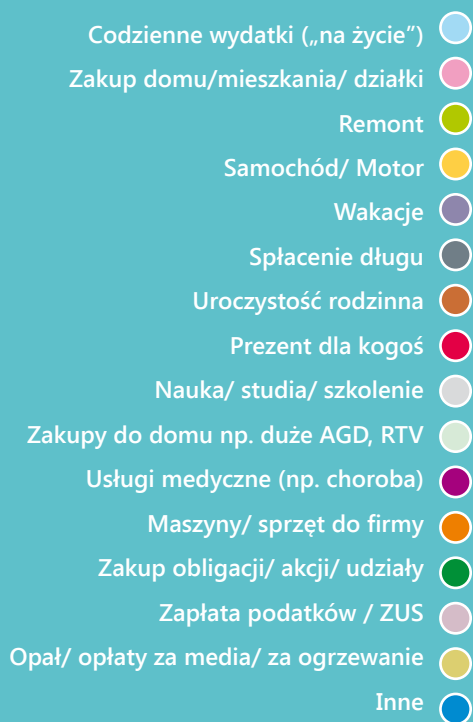 Codzienne wydatki („na życie”)
Zakup domu/mieszkania/ działki
Remont
Samochód/ Motor
Wakacje
Spłacenie długu
Uroczystość rodzinna
Prezent dla kogoś
Nauka/ studia/ szkolenie
Zakupy do domu np. duże AGD, RTV
Usługi medyczne (np. choroba)
Maszyny/ sprzęt do firmy
Zakup obligacji/ akcji/ udziały
Zapłata podatków / ZUS
Opał/ opłaty za media/ za ogrzewanie
Inne